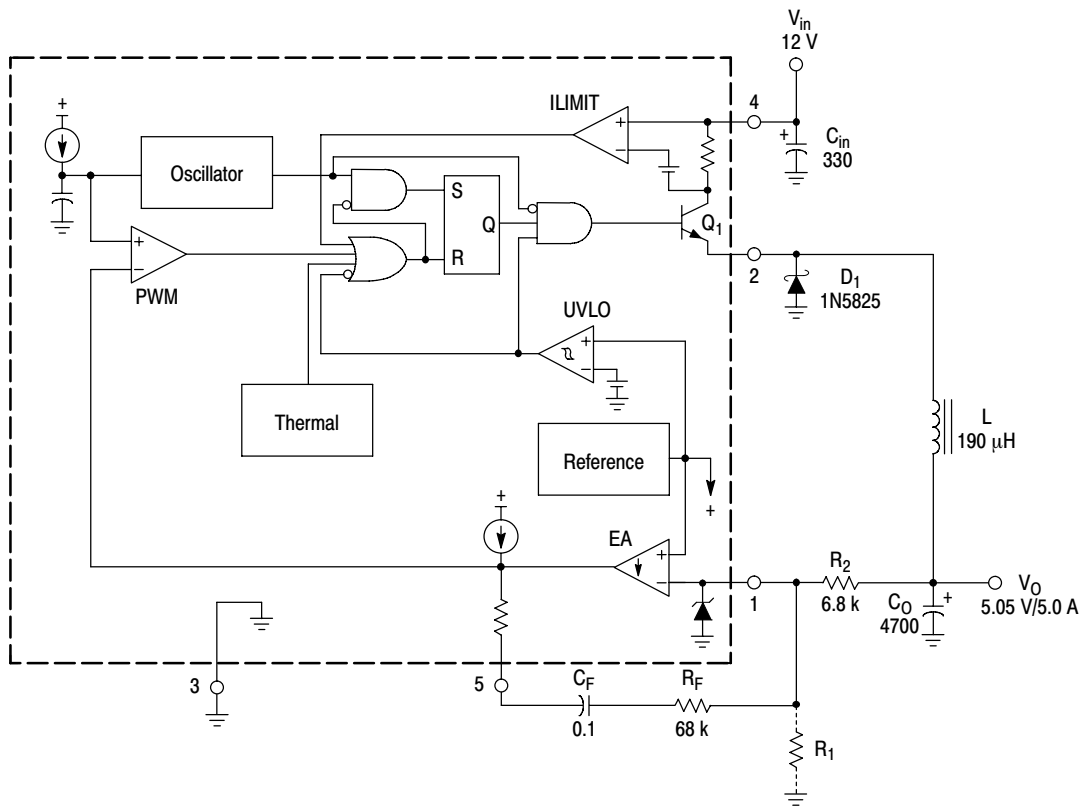 Vin
12 V
ILIMIT
4
+
–
+
Cin
330
+
Oscillator
S
Q
R
Q1
+
–
PWM
2
D1
1N5825
UVLO
+
–
Thermal
L
190 μH
Reference
+
+
EA
+
–
1
R2
6.8 k
CO
4700
+
VO
5.05 V/5.0 A
3
5
CF
0.1
RF
68 k
R1